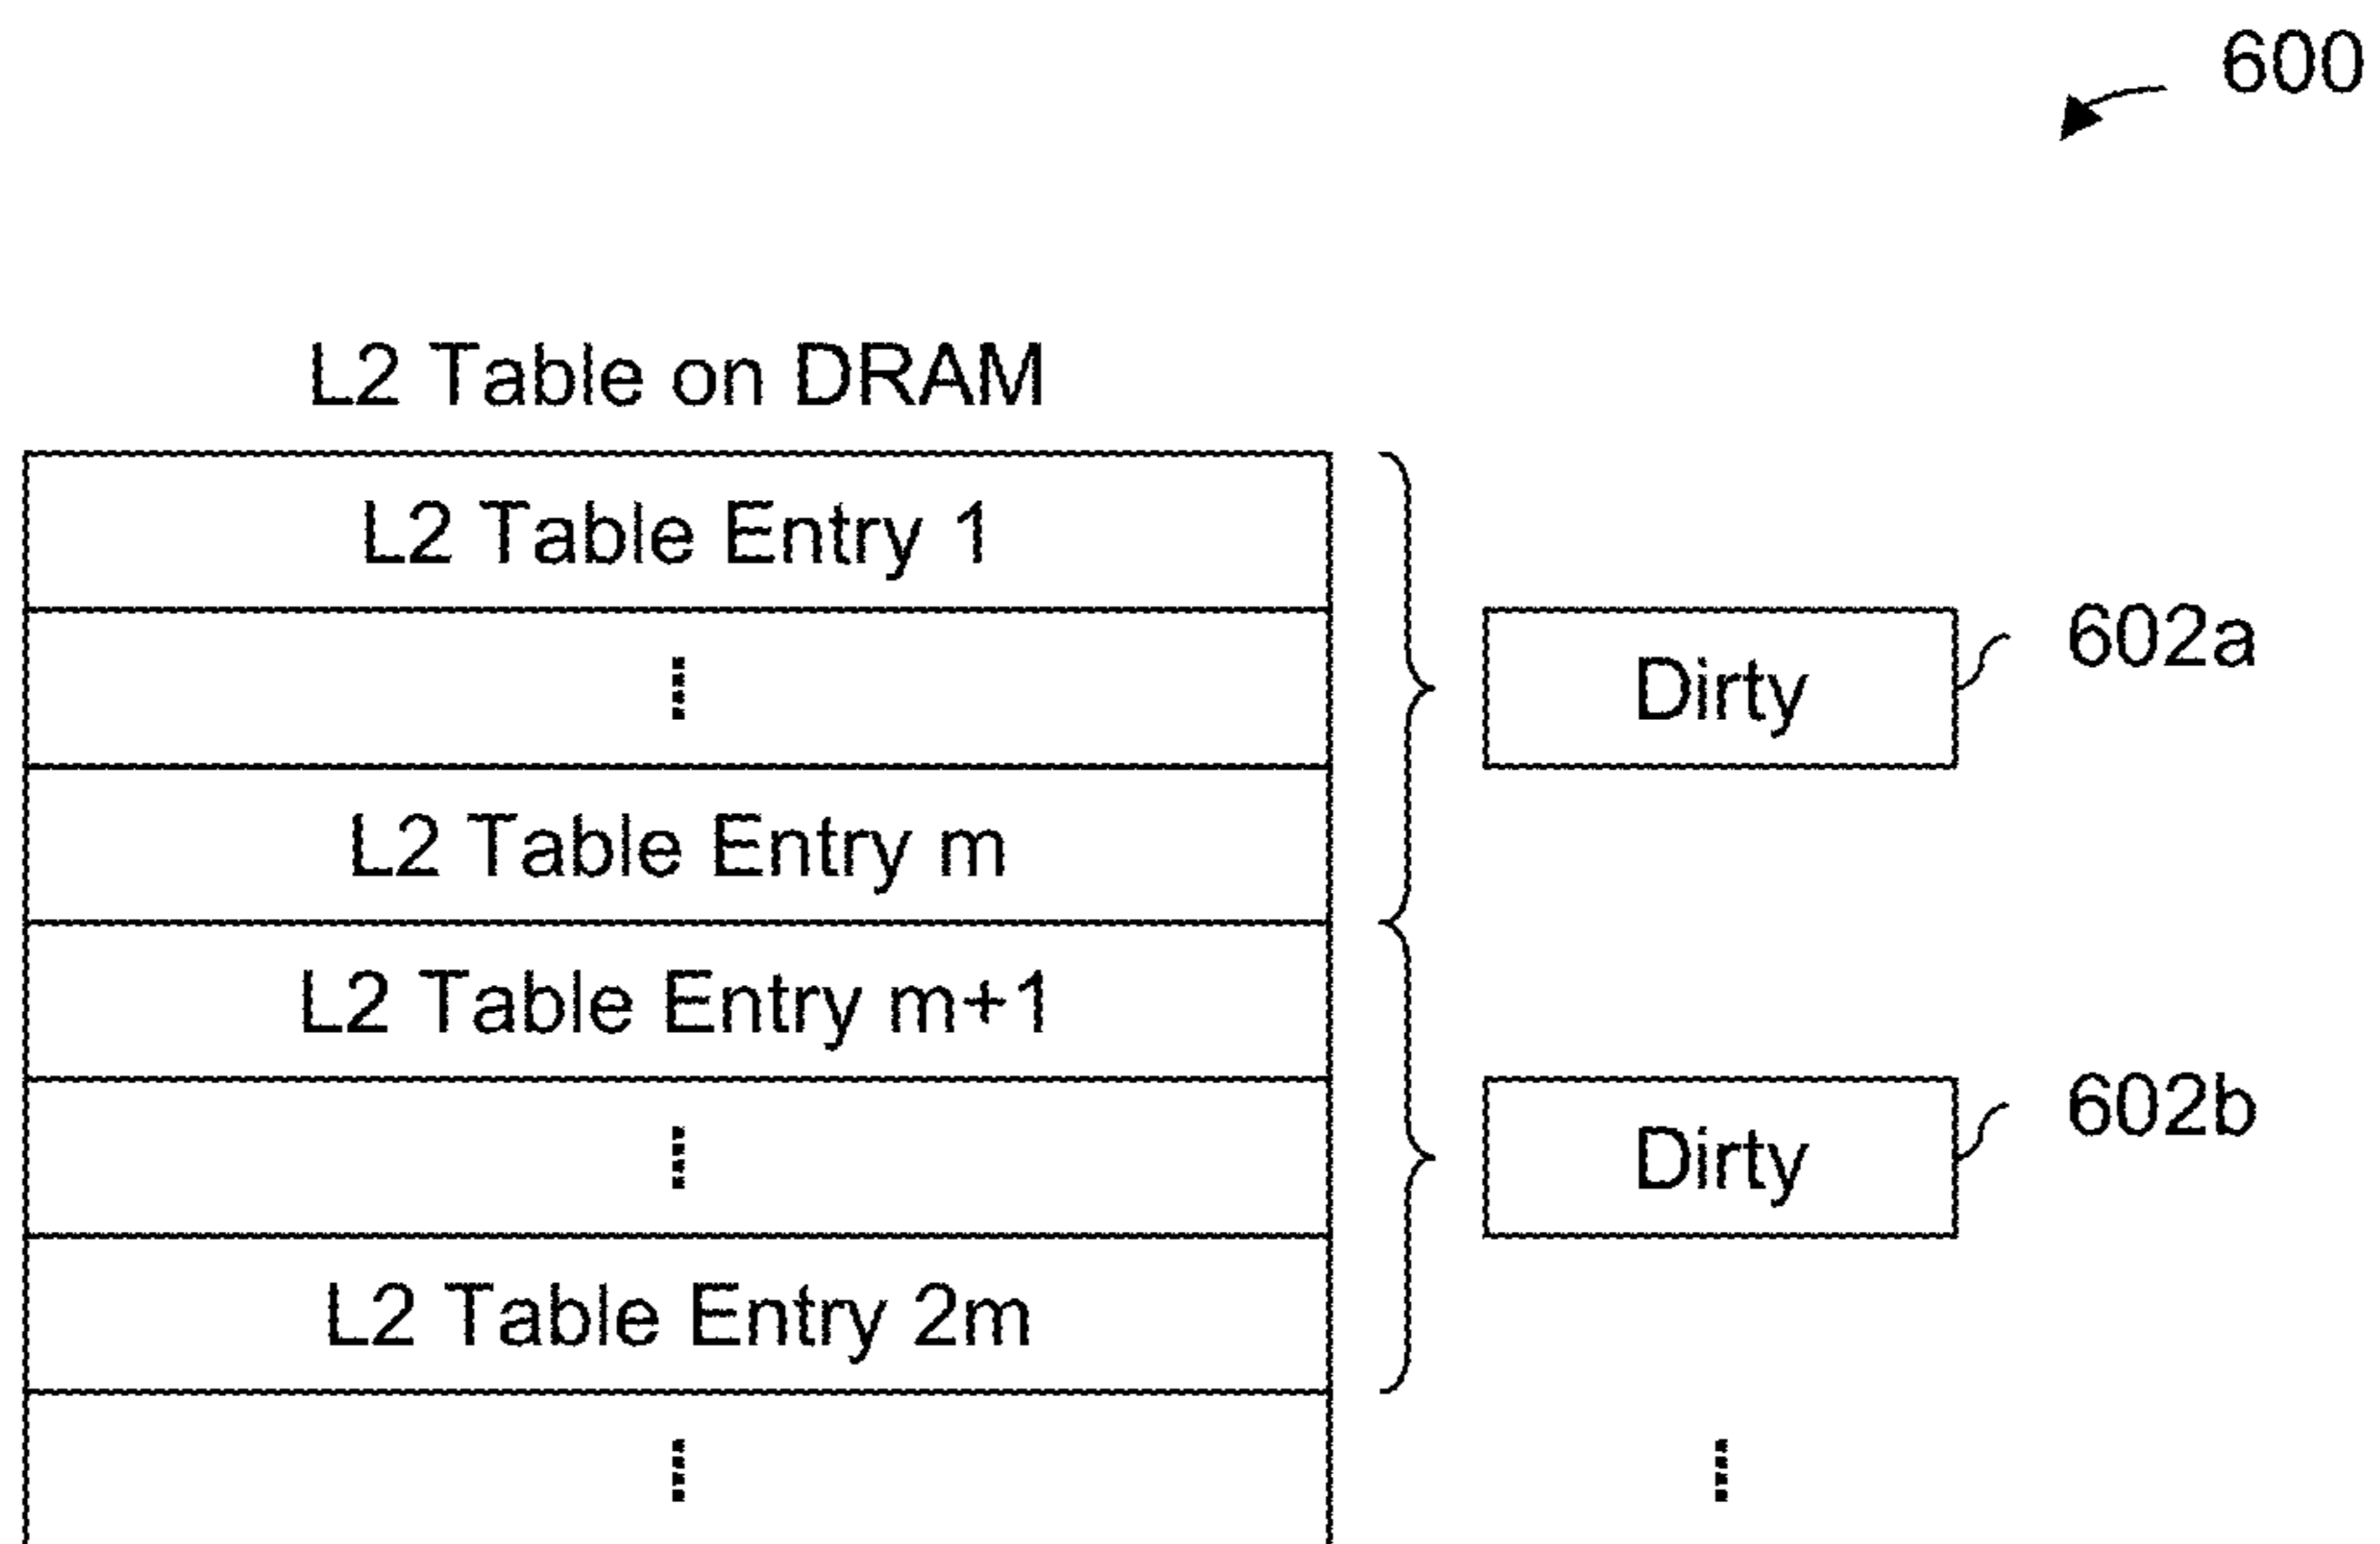 600
L2 Table on DRAM
L2 Table Entry 1
Dirty
602a
L2 Table Entry m
L2 Table Entry m+1
Dirty
602b
L2 Table Entry 2m